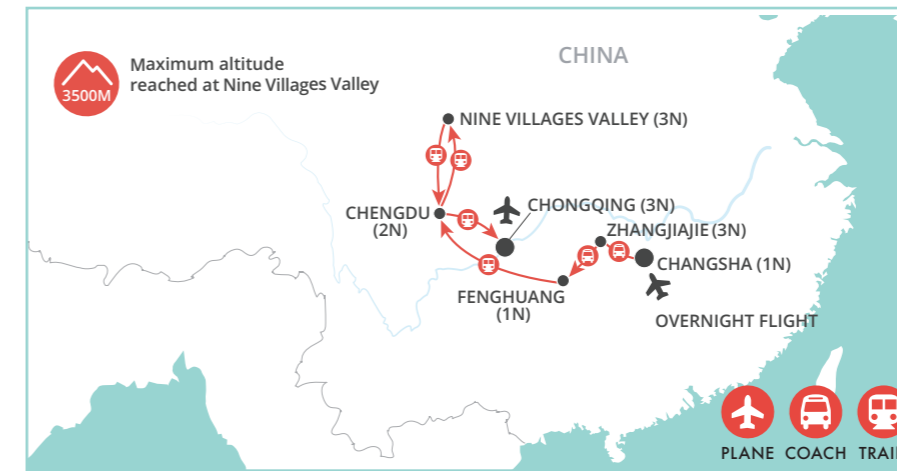 CHINA
Maximum altitude
reached at Nine Villages Valley
3500M
NINE VILLAGES VALLEY (3N)
CHENGDU
(2N)
CHONGQING (3N)
ZHANGJIAJIE (3N)
CHANGSHA (1N)
FENGHUANG
(1N)
OVERNIGHT FLIGHT
PLANE COACH TRAI